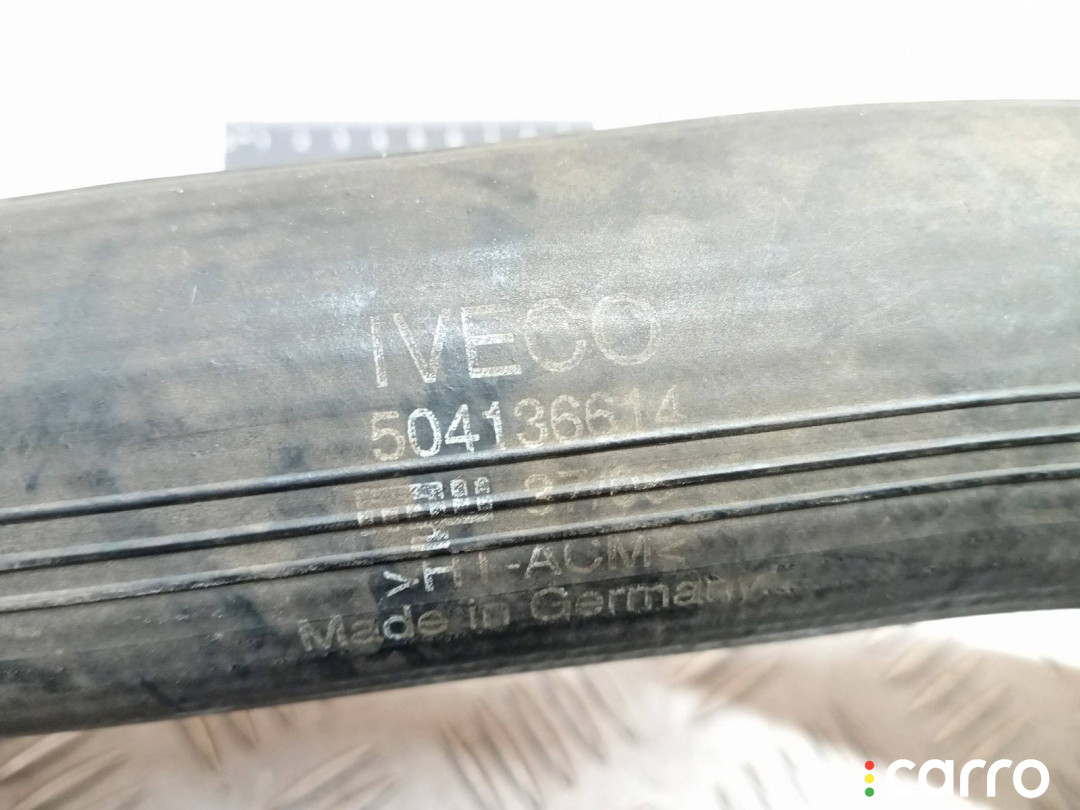 IVECO
504136614
>HT-ACM<
Made in Germany
carro